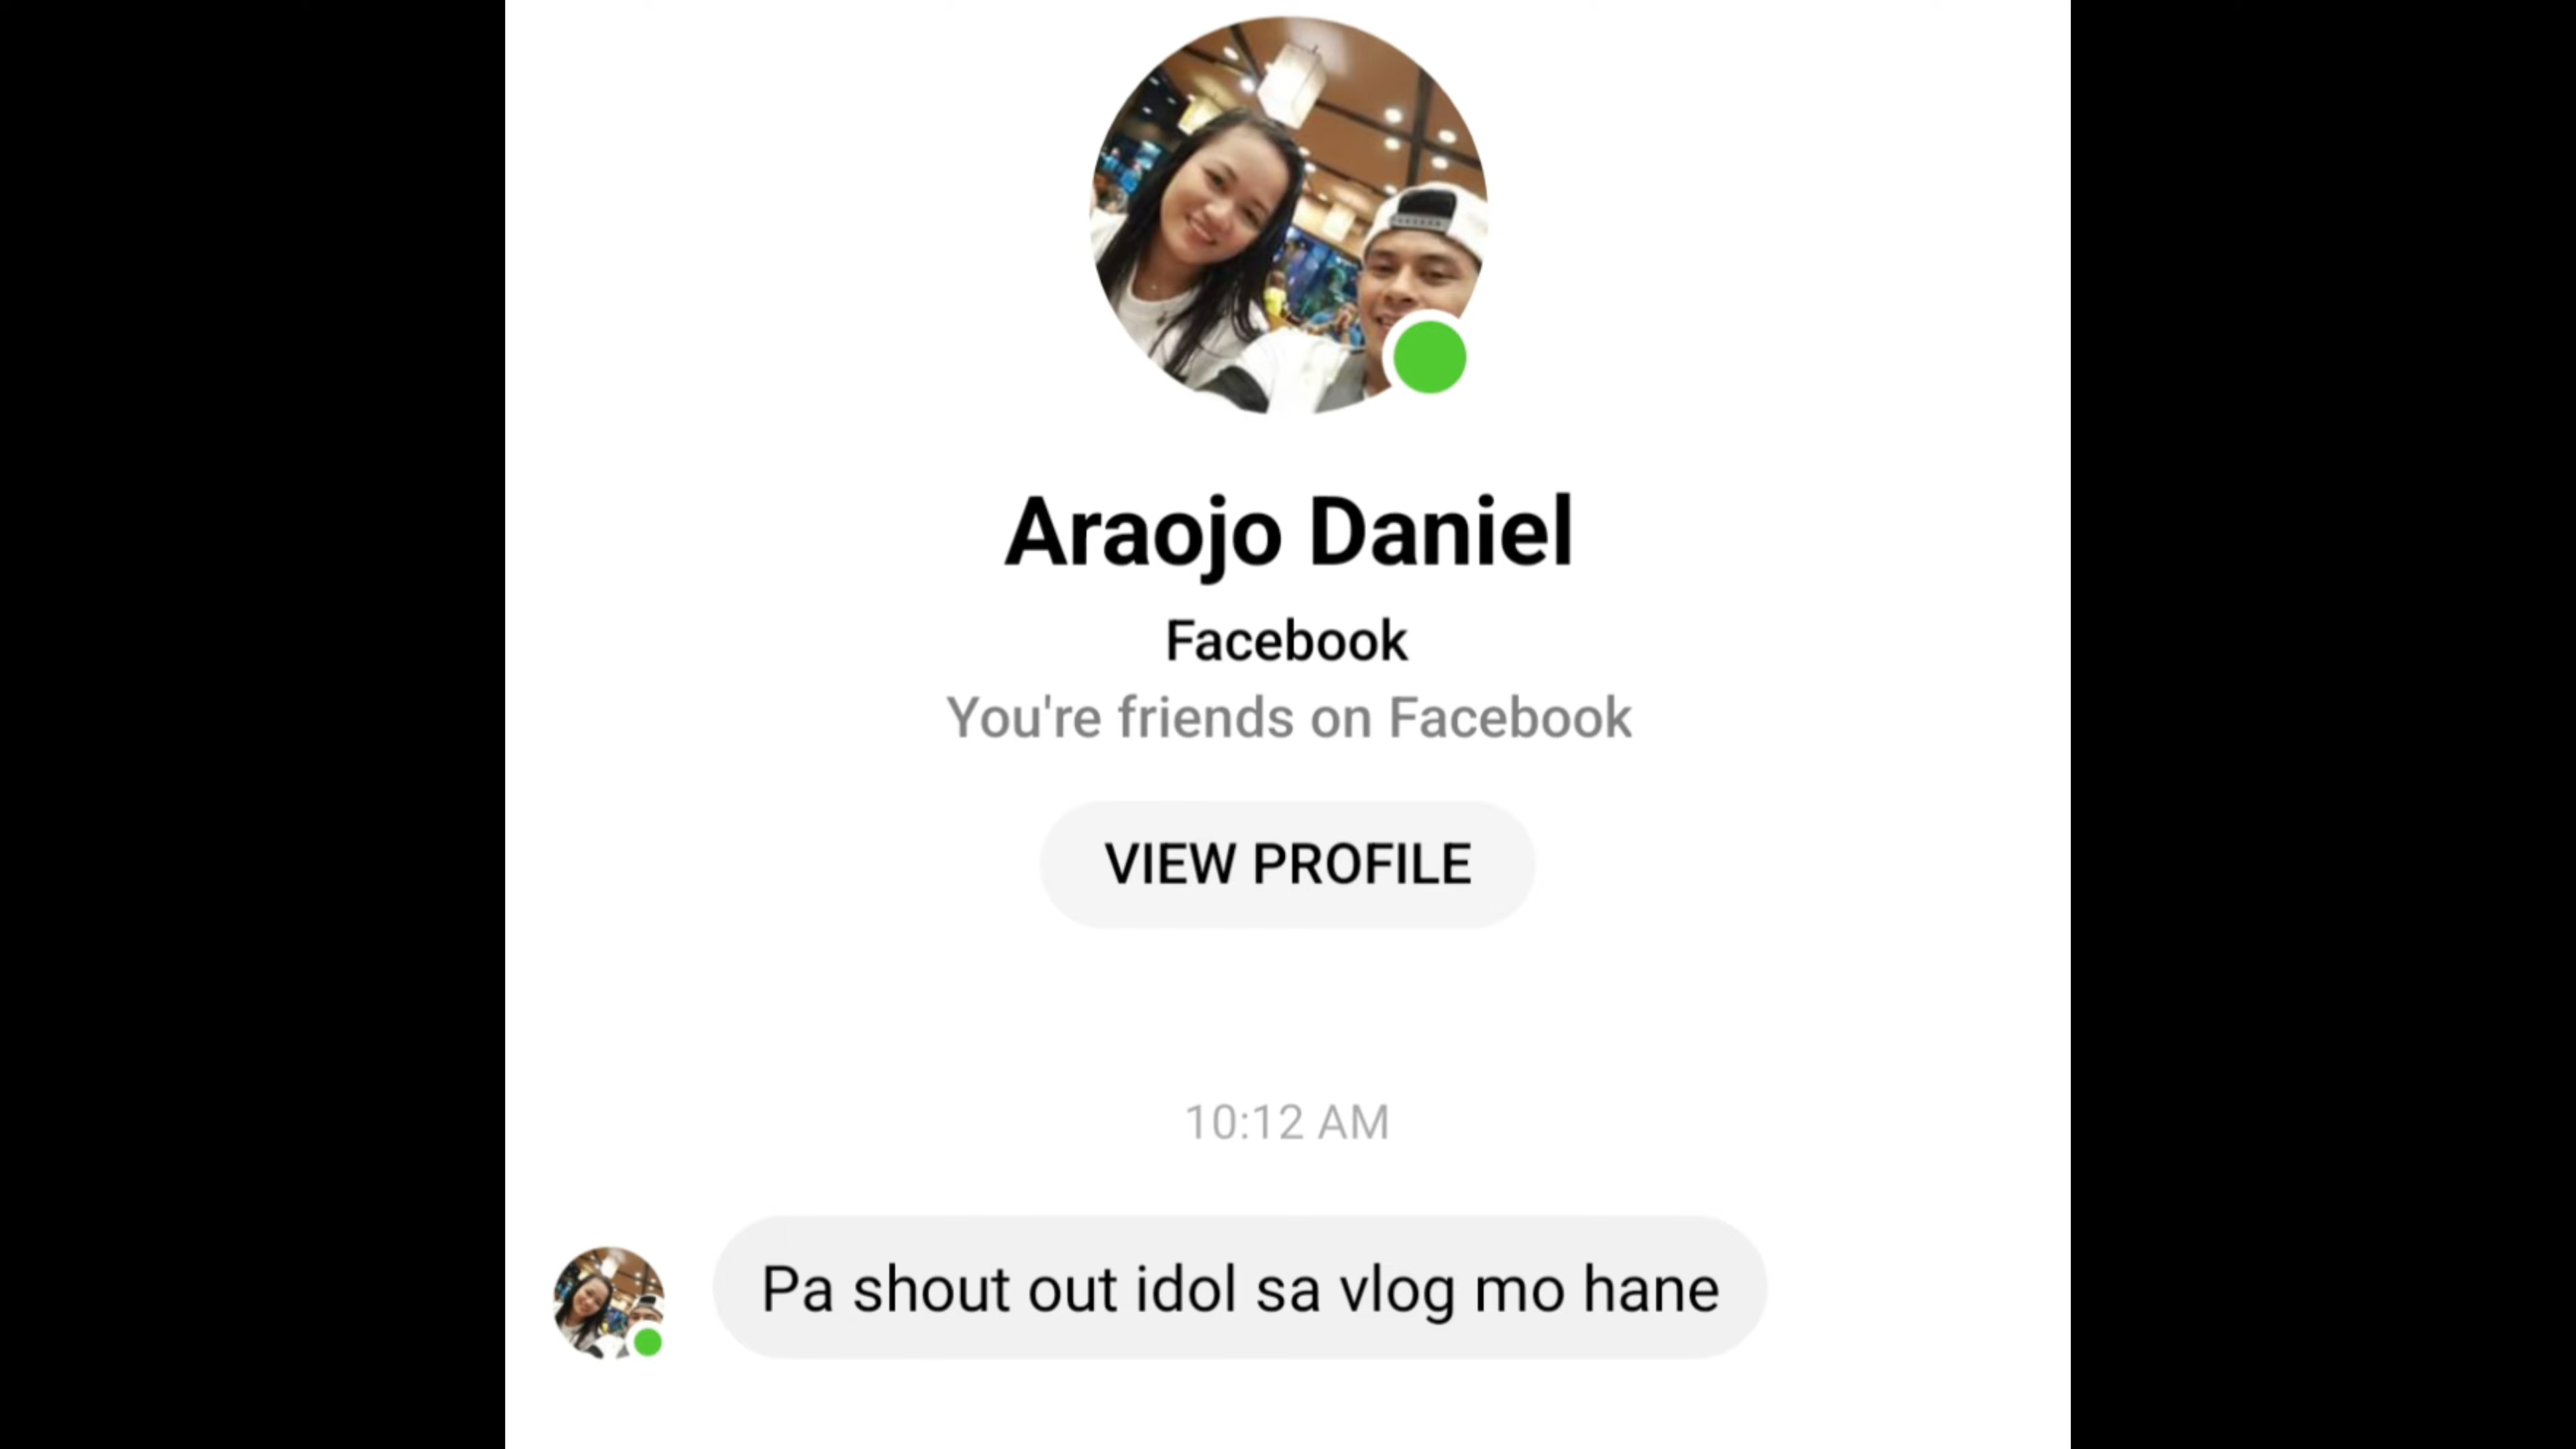 Araojo Daniel
Facebook
You're friends on Facebook
VIEW PROFILE
10:12 AM
Pa shout out idol sa vlog mo hane